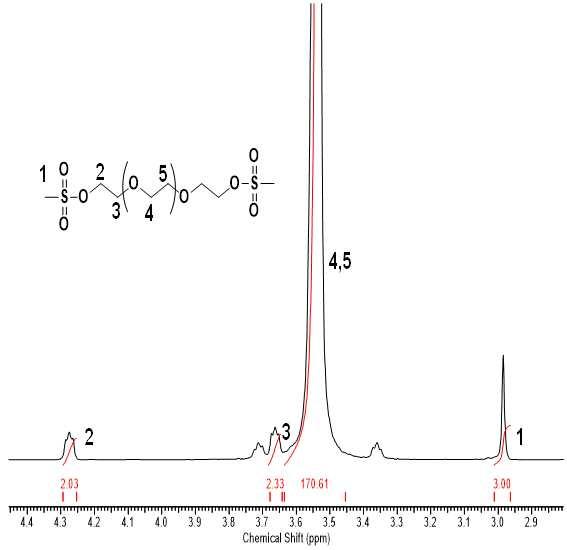 O O
1 2 5 O S
S O O O
O 3 4 O
O
4,5
2 3 1
2.03 2.33 170.61 3.00
4.4 4.3 4.2 4.1 4.0 3.9 3.8 3.7 3.6 3.5 3.4 3.3 3.2 3.1 3.0 2.9
Chemical Shift (ppm)